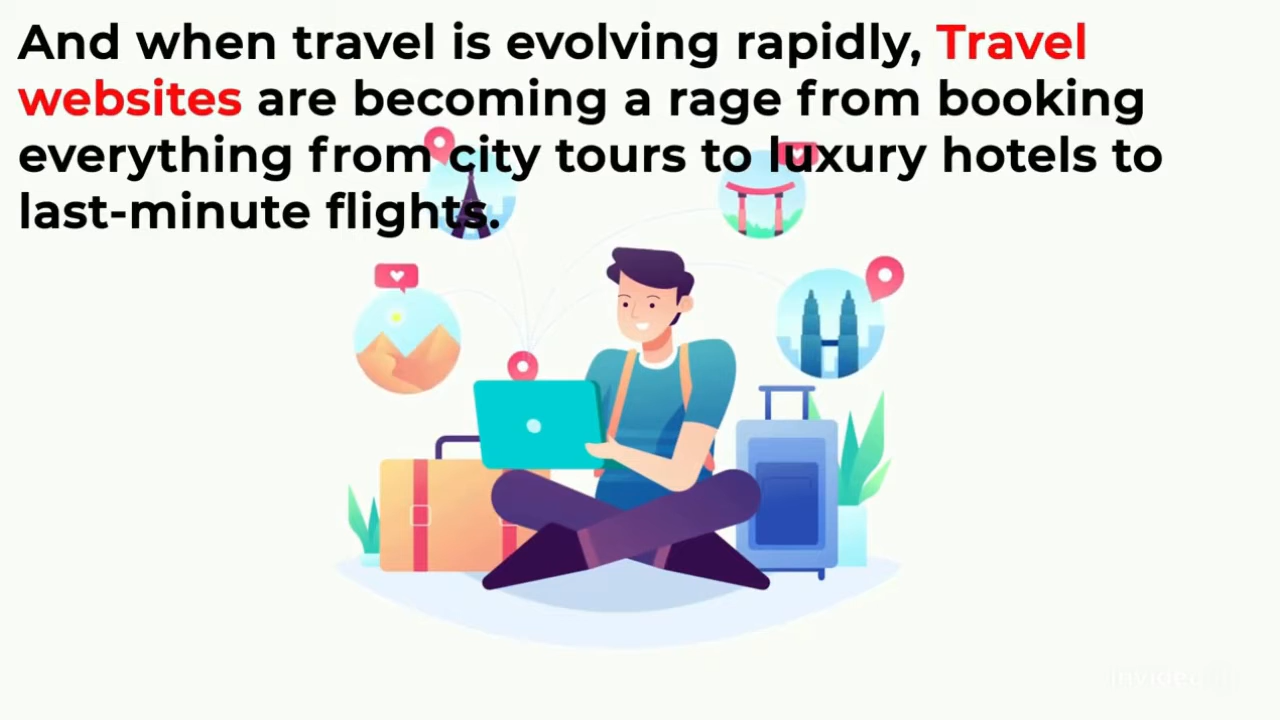 And when travel is evolving rapidly, Travel
websites are becoming a rage from booking
everything from city tours to luxury hotels to
last-minute flights.